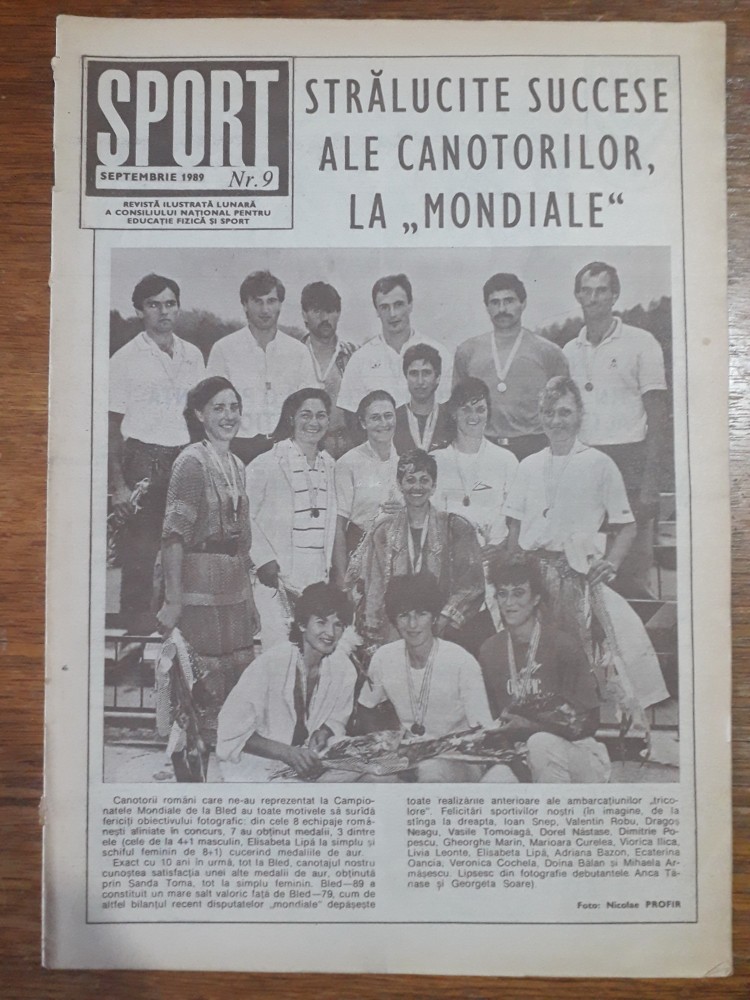 SPORT
SEPTEMBRIE 1989 Nr. 9
REVISTĂ ILUSTRATĂ LUNARĂ
A CONSILIULUI NAȚIONAL PENTRU
EDUCAȚIE FIZICĂ ȘI SPORT
STRĂLUCITE SUCCESE
ALE CANOTORILOR,
LA „MONDIALE“
Canotorii români care ne-au reprezentat la Campio-
natele Mondiale de la Bled au toate motivele să surîdă
fericiți obiectivului fotografic: din cele 8 echipaje româ-
nești aliniate în concurs, 7 au obținut medalii, 3 dintre
ele (cele de la 4+1 masculin, Elisabeta Lipă la simplu și
schiful feminin de 8+1) cucerind medaliile de aur.
Exact cu 10 ani în urmă, tot la Bled, canotajul nostru
cunoștea satisfacția unei alte medalii de aur, obținută
prin Sanda Toma, tot la simplu feminin. Bled—89 a
constituit un mare salt valoric față de Bled—79, cum de
altfel bilanțul recent disputatelor „mondiale“ depășește
toate realizările anterioare ale ambarcațiunilor „trico-
lore“. Felicitări sportivilor noștri (în imagine, de la
stînga la dreapta, Ioan Snep, Valentin Robu, Dragoș
Neagu, Vasile Tomoiagă, Dorel Năstase, Dimitrie Po-
pescu, Gheorghe Marin, Marioara Curelea, Viorica Ilica,
Livia Leonte, Elisabeta Lipă, Adriana Bazon, Ecaterina
Oancia, Veronica Cochela, Doina Bălan și Mihaela Ar-
mășescu. Lipsesc din fotografie debutantele Anca Tă-
nase și Georgeta Soare).
Foto: Nicolae PROFIR